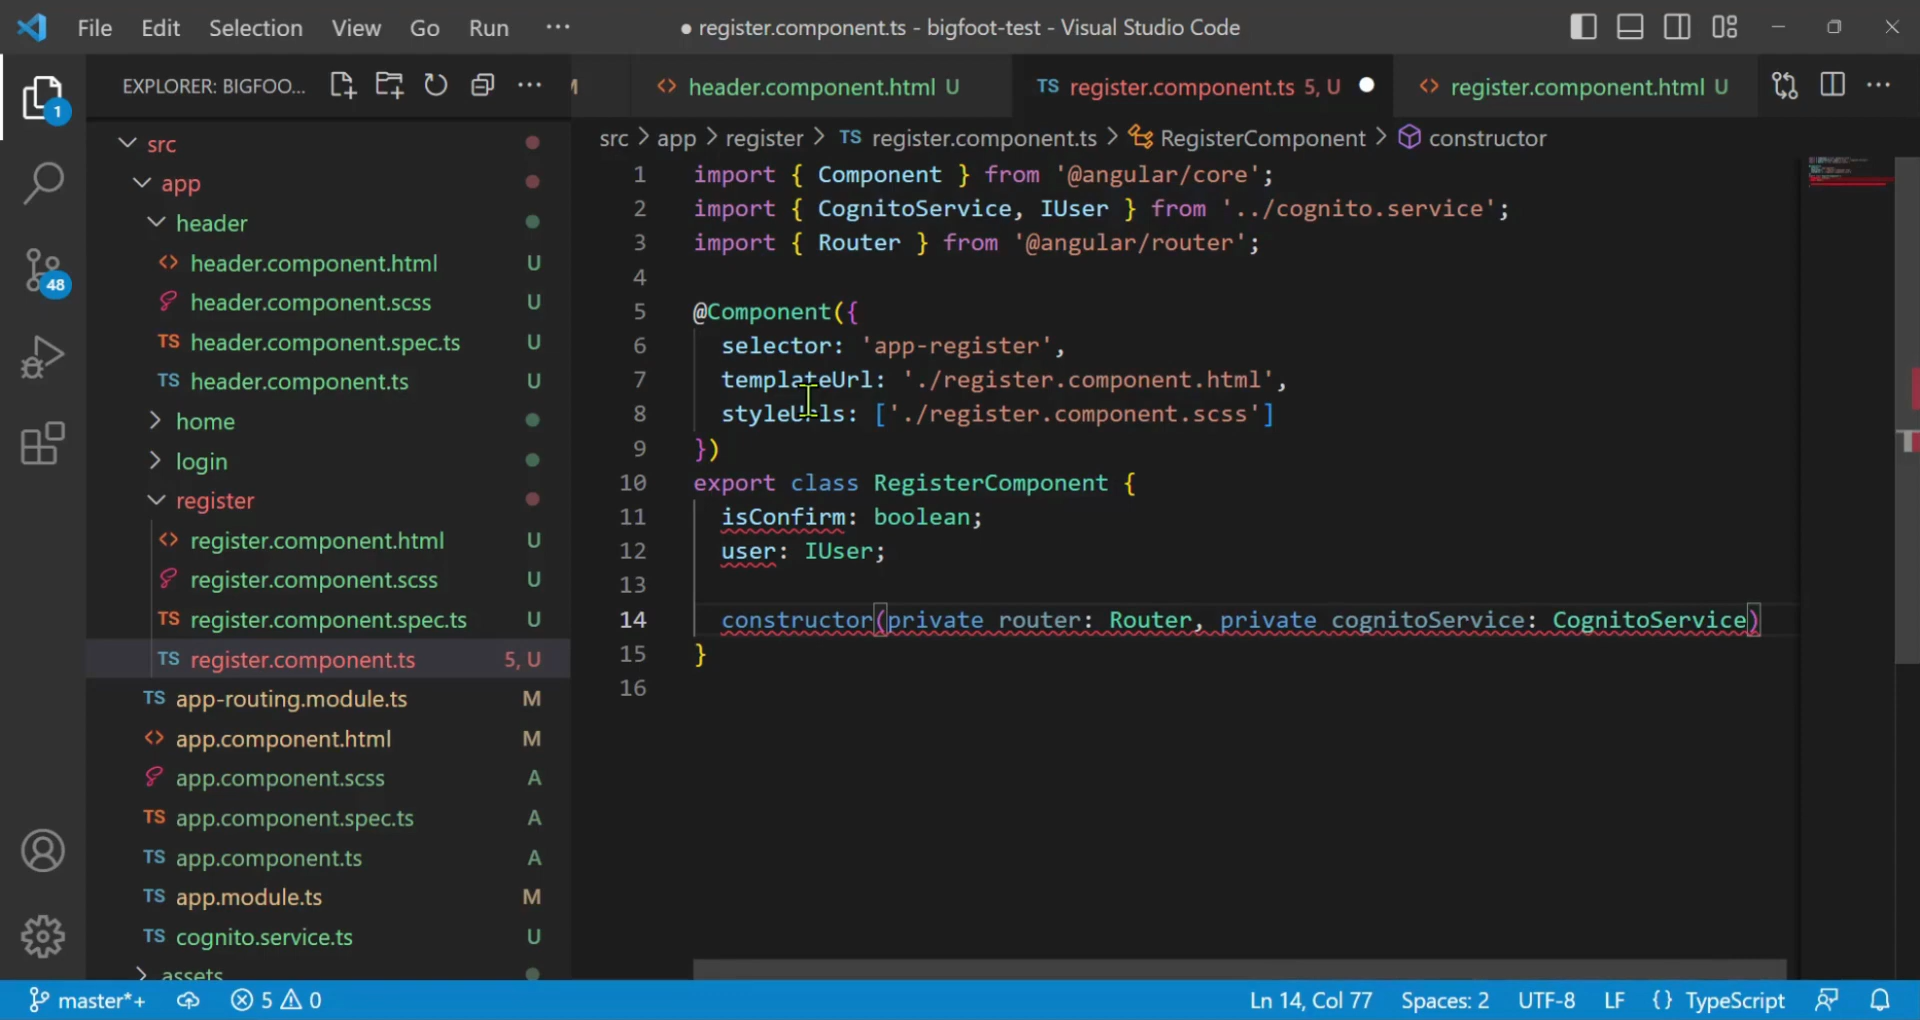 File Edit Selection View Go Run ··· ● register.component.ts - bigfoot-test - Visual Studio Code
EXPLORER: BIGFOO... ···
header.component.html U
TS register.component.ts 5, U
register.component.html U
···
1
48
src
app
header
header.component.html U
header.component.scss U
TS header.component.spec.ts U
TS header.component.ts U
home
login
register
register.component.html U
register.component.scss U
TS register.component.spec.ts U
TS register.component.ts 5, U
TS app-routing.module.ts M
app.component.html M
app.component.scss A
TS app.component.spec.ts A
TS app.component.ts A
TS app.module.ts M
TS cognito.service.ts U
assets
src > app > register > TS register.component.ts > RegisterComponent > constructor
1 import { Component } from '@angular/core';
2 import { CognitoService, IUser } from '../cognito.service';
3 import { Router } from '@angular/router';
4
5 @Component({
6 selector: 'app-register',
7 templateUrl: './register.component.html',
8 styleUrls: ['./register.component.scss']
9 })
10 export class RegisterComponent {
11 isConfirm: boolean;
12 user: IUser;
13
14 constructor(private router: Router, private cognitoService: CognitoService)
15 }
16
master*+ 5 0 Ln 14, Col 77 Spaces: 2 UTF-8 LF {} TypeScript